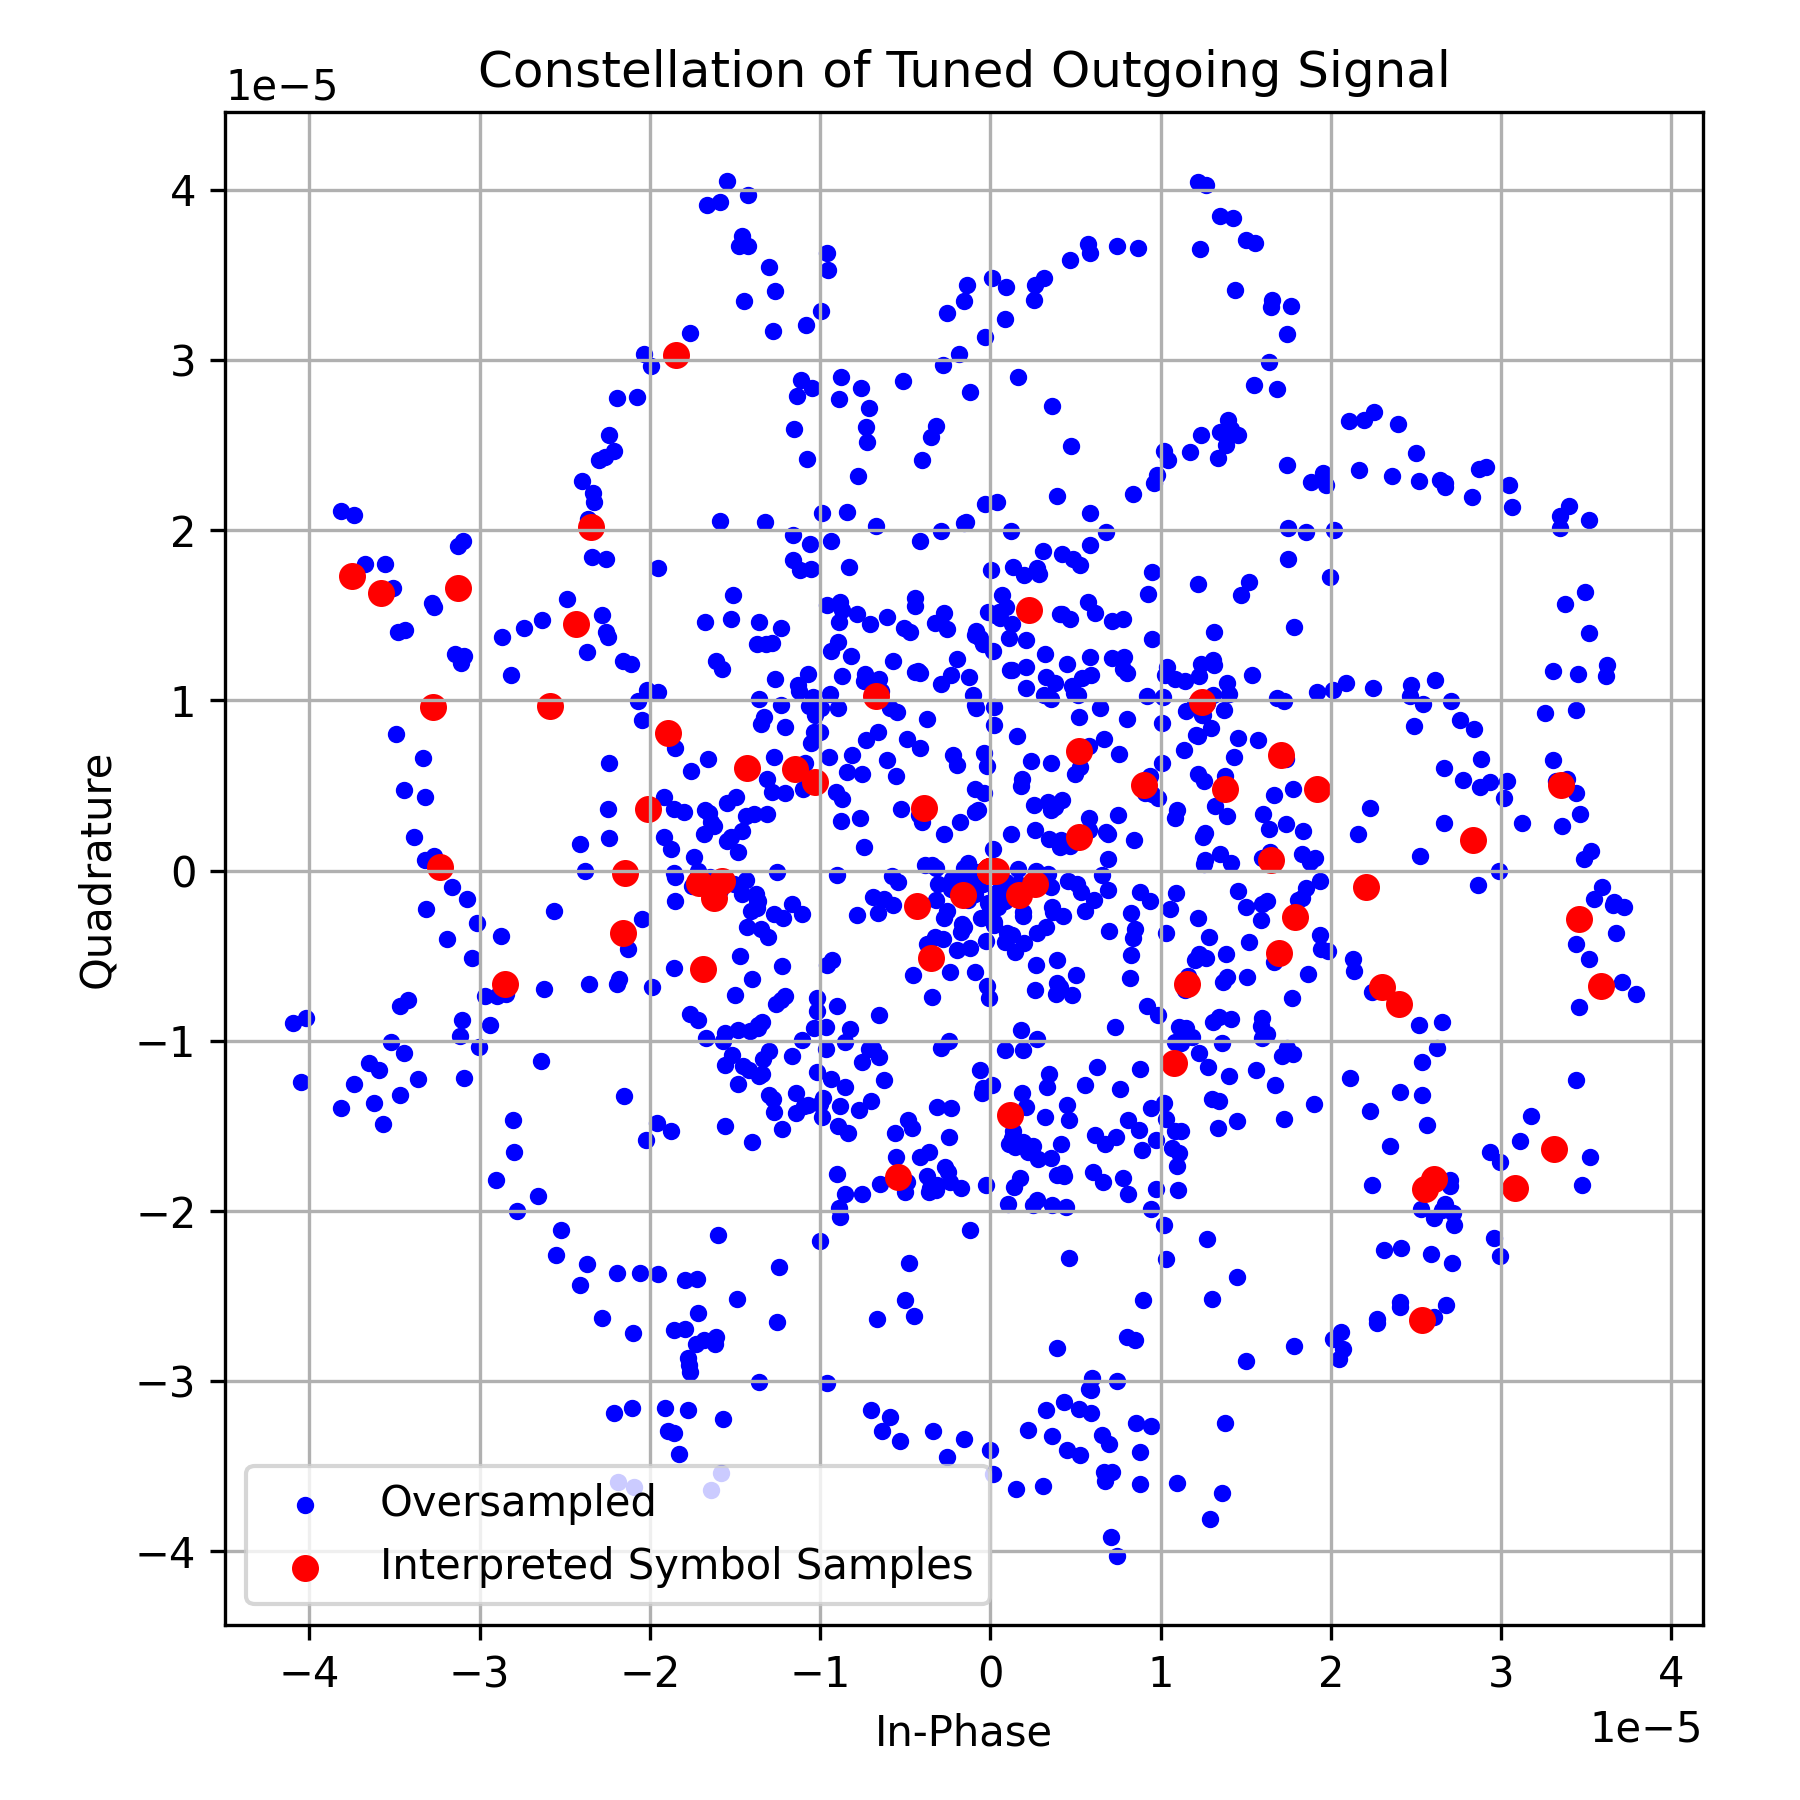 Constellation of Tuned Outgoing Signal
1e−5
4
3
2
1
0
−1
−2
−3
−4
Quadrature
Oversampled
Interpreted Symbol Samples
−4 −3 −2 −1 0 1 2 3 4
In-Phase
1e−5